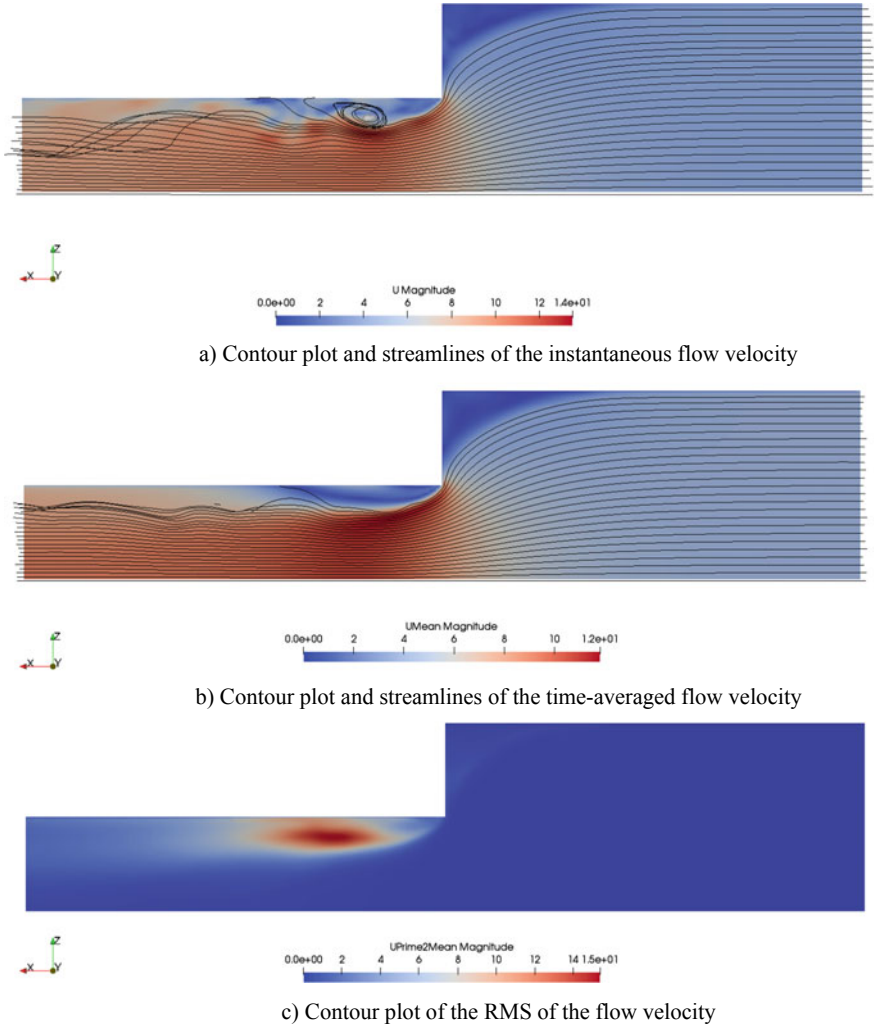 Z
X
Y
U Magnitude
0.0e+00 2 4 6 8 10 12 1.4e+01
a) Contour plot and streamlines of the instantaneous flow velocity
Z
X
Y
UMean Magnitude
0.0e+00 2 4 6 8 10 1.2e+01
b) Contour plot and streamlines of the time-averaged flow velocity
Z
X
Y
UPrime2Mean Magnitude
0.0e+00 2 4 6 8 10 12 14 1.5e+01
c) Contour plot of the RMS of the flow velocity